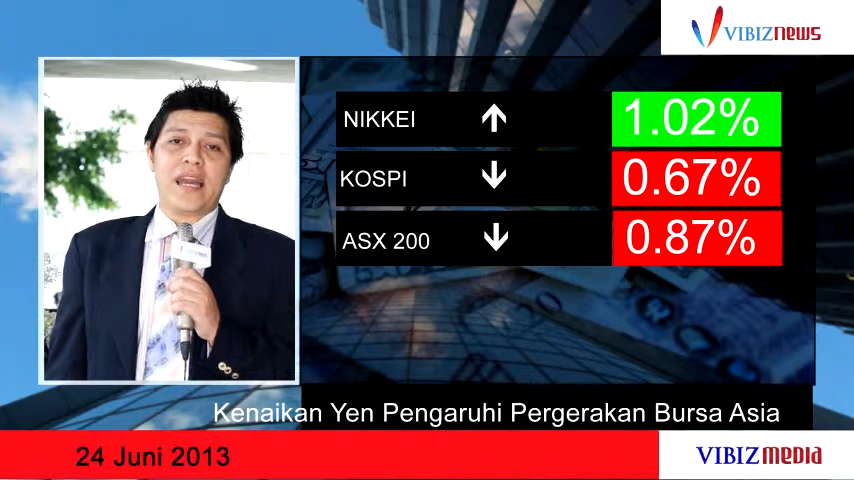 VIBIZNEWS
NIKKEI ↑ 1.02%
KOSPI ↓ 0.67%
ASX 200 ↓ 0.87%
Kenaikan Yen Pengaruhi Pergerakan Bursa Asia
24 Juni 2013
VIBIZMEDIA